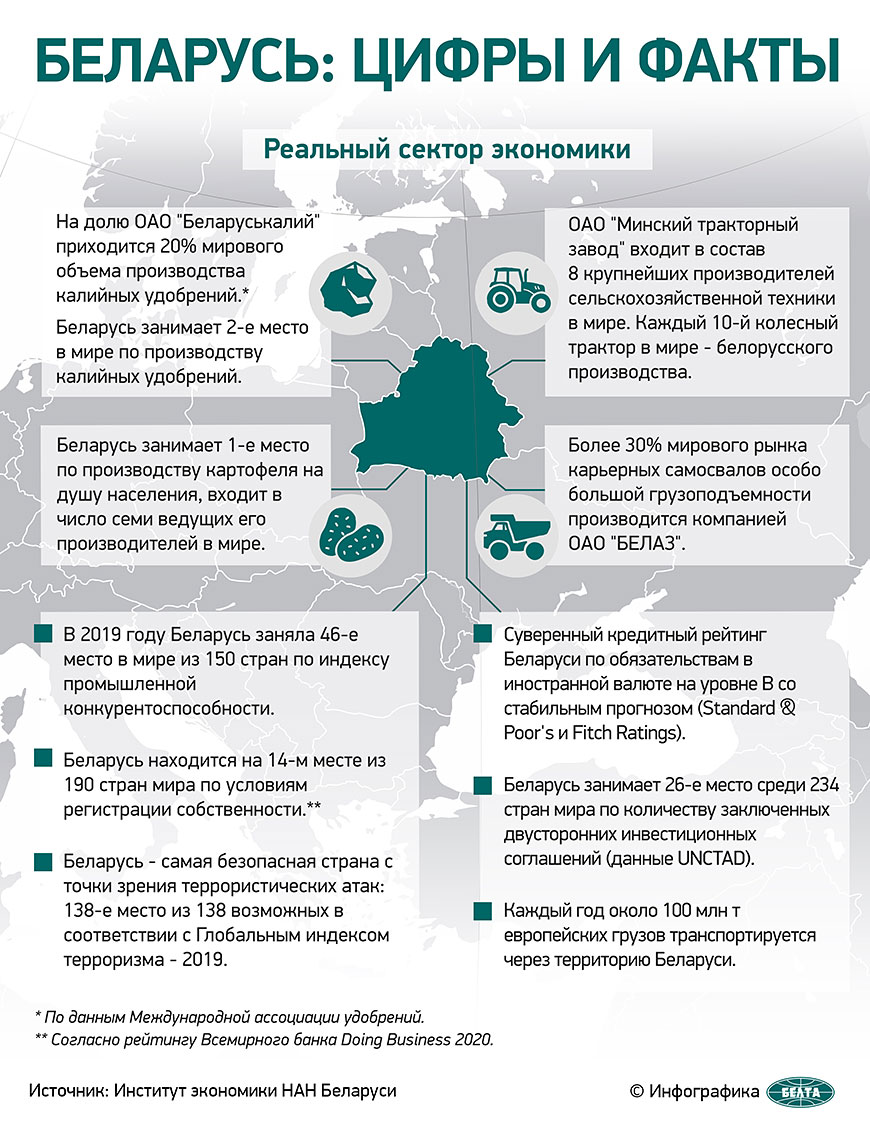 БЕЛАРУСЬ: ЦИФРЫ И ФАКТЫ
Реальный сектор экономики
На долю ОАО "Беларуськалий"
приходится 20% мирового
объема производства
калийных удобрений.*
Беларусь занимает 2-е место
в мире по производству
калийных удобрений.
ОАО "Минский тракторный
завод" входит в состав
8 крупнейших производителей
сельскохозяйственной техники
в мире. Каждый 10-й колесный
трактор в мире - белорусского
производства.
Беларусь занимает 1-е место
по производству картофеля на
душу населения, входит в
число семи ведущих его
производителей в мире.
Более 30% мирового рынка
карьерных самосвалов особо
большой грузоподъемности
производится компанией
ОАО "БЕЛАЗ".
В 2019 году Беларусь заняла 46-е
место в мире из 150 стран по индексу
промышленной
конкурентоспособности.
Беларусь находится на 14-м месте из
190 стран мира по условиям
регистрации собственности.**
Беларусь - самая безопасная страна с
точки зрения террористических атак:
138-е место из 138 возможных в
соответствии с Глобальным индексом
терроризма - 2019.
Суверенный кредитный рейтинг
Беларуси по обязательствам в
иностранной валюте на уровне В со
стабильным прогнозом (Standard &
Poor's и Fitch Ratings).
Беларусь занимает 26-е место среди 234
стран мира по количеству заключенных
двусторонних инвестиционных
соглашений (данные UNCTAD).
Каждый год около 100 млн т
европейских грузов транспортируется
через территорию Беларуси.
* По данным Международной ассоциации удобрений.
** Согласно рейтингу Всемирного банка Doing Business 2020.
Источник: Институт экономики НАН Беларуси
© Инфографика БЕЛТА